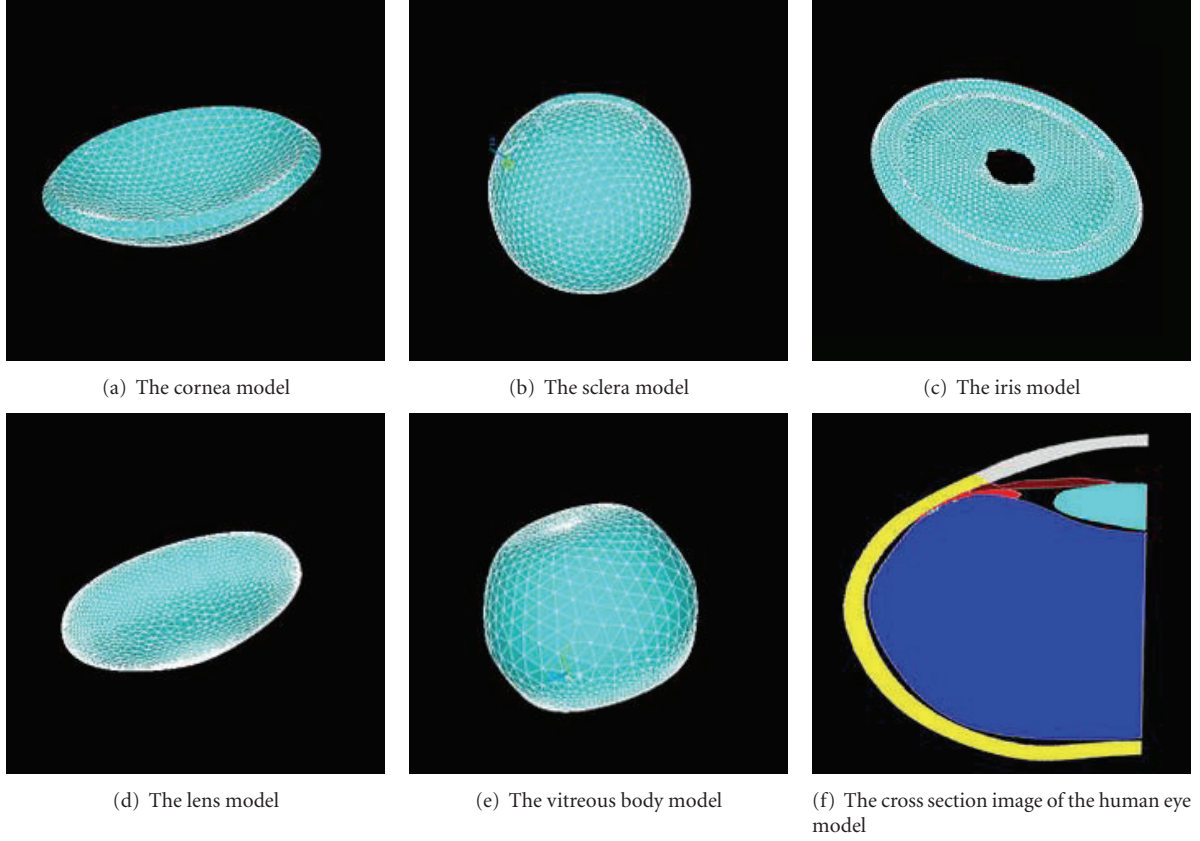 (a) The cornea model
(b) The sclera model
(c) The iris model
(d) The lens model
(e) The vitreous body model
(f) The cross section image of the human eye
model